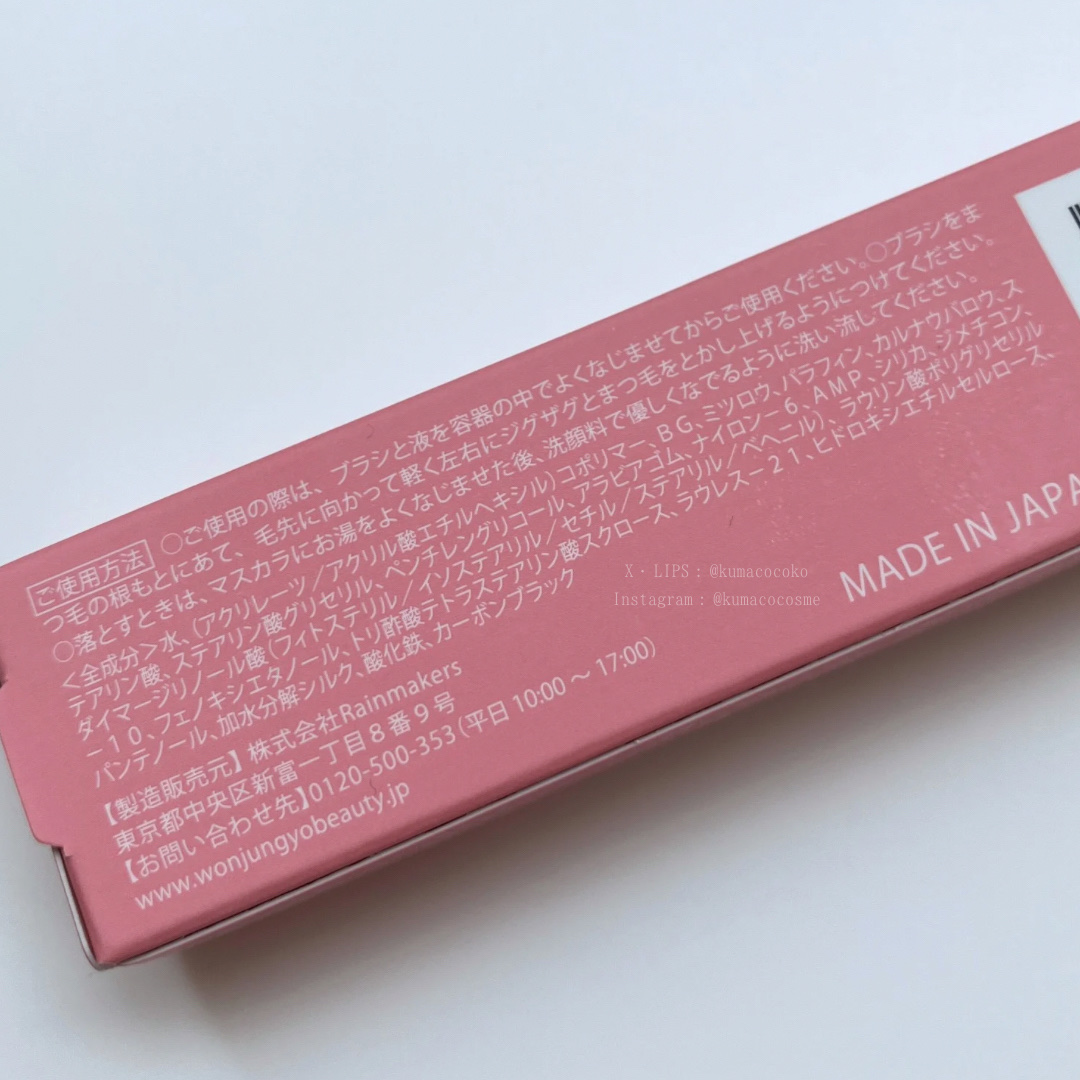 ご使用方法 ○ご使用の際は、ブラシと液を容器の中でよくなじませてからご使用ください。○ブラシをま
つ毛の根もとにあて、毛先に向かって軽く左右にジグザグとまつ毛をとかし上げるようにつけてください。
○落とすときは、マスカラにお湯をよくなじませた後、洗顔料で優しくなでるように洗い流してください。
<全成分>水、(アクリレーツ/アクリル酸エチルヘキシル)コポリマー、BG、ミツロウ、パラフィン、カルナウバロウ、ス
テアリン酸、ステアリン酸グリセリル、ペンチレングリコール、アラビアゴム、ナイロン-6、AMP、シリカ、ジメチコン、
ダイマージリノール酸(フィトステリル/イソステアリル/セチル/ステアリル/ベヘニル)、ラウリン酸ポリグリセリル
-10、フェノキシエタノール、トリ酢酸テトラステアリン酸スクロース、ラウレス-21、ヒドロキシエチルセルロース、
パンテノール、加水分解シルク、酸化鉄、カーボンブラック
【製造販売元】株式会社Rainmakers
東京都中央区新富一丁目8番9号
【お問い合わせ先】0120-500-353(平日 10:00 ~ 17:00)
www.wonjungyobeauty.jp
MADE IN JAPA
X・LIPS : @kumacocoko
Instagram : @kumacocosme